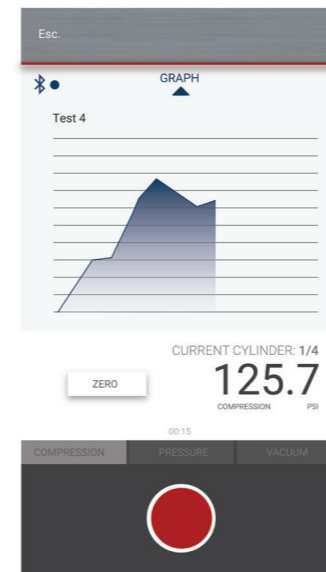 Esc.
GRAPH
Test 4
CURRENT CYLINDER: 1/4
ZERO
125.7
COMPRESSION PSI
00:15
COMPRESSION PRESSURE VACUUM